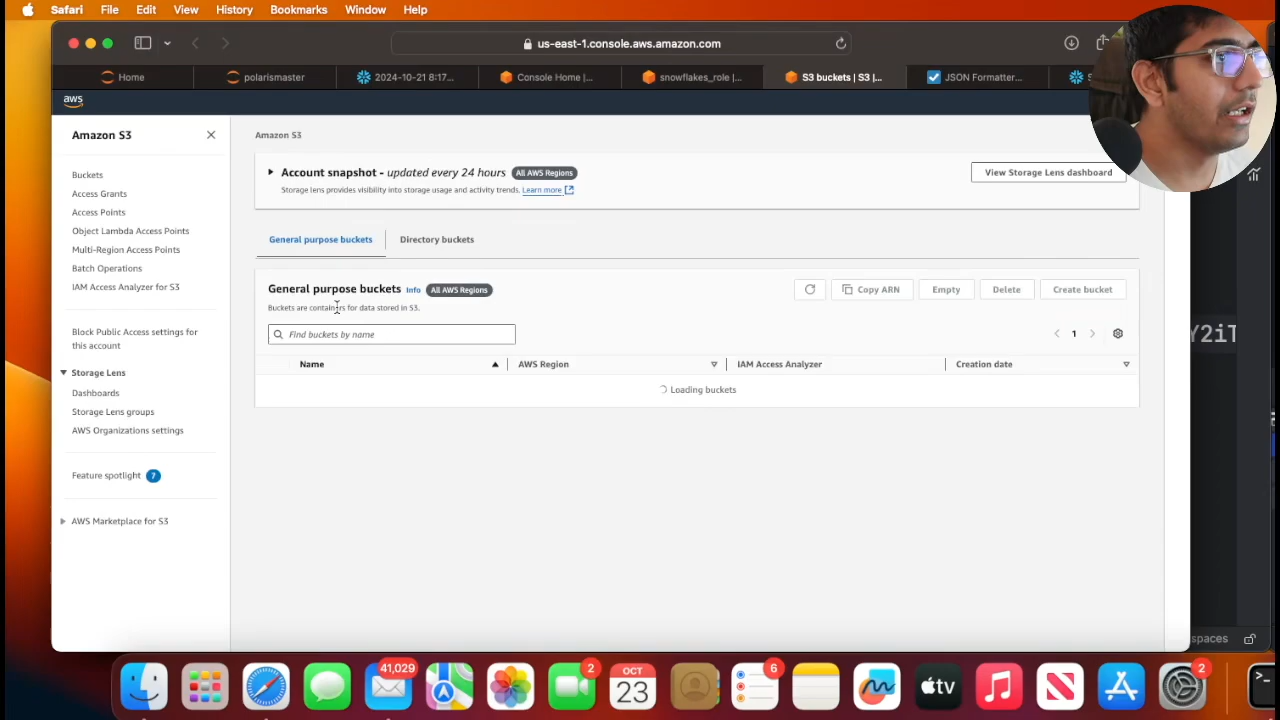 Safari File Edit View History Bookmarks Window Help
us-east-1.console.aws.amazon.com
Home
polarismaster
2024-10-21 8:17...
Console Home |...
snowflakes_role |...
S3 buckets | S3 |...
JSON Formatter...
S
aws
Amazon S3
Buckets
Access Grants
Access Points
Object Lambda Access Points
Multi-Region Access Points
Batch Operations
IAM Access Analyzer for S3
Block Public Access settings for
this account
Storage Lens
Dashboards
Storage Lens groups
AWS Organizations settings
Feature spotlight 7
AWS Marketplace for S3
Amazon S3
Account snapshot - updated every 24 hours All AWS Regions
Storage lens provides visibility into storage usage and activity trends. Learn more
View Storage Lens dashboard
General purpose buckets Directory buckets
General purpose buckets Info All AWS Regions
Buckets are containers for data stored in S3.
Copy ARN Empty Delete Create bucket
Find buckets by name
1
Name AWS Region IAM Access Analyzer Creation date
Loading buckets
Y2iT
spaces
41,029
2
OCT
23
6
tv
2
>_